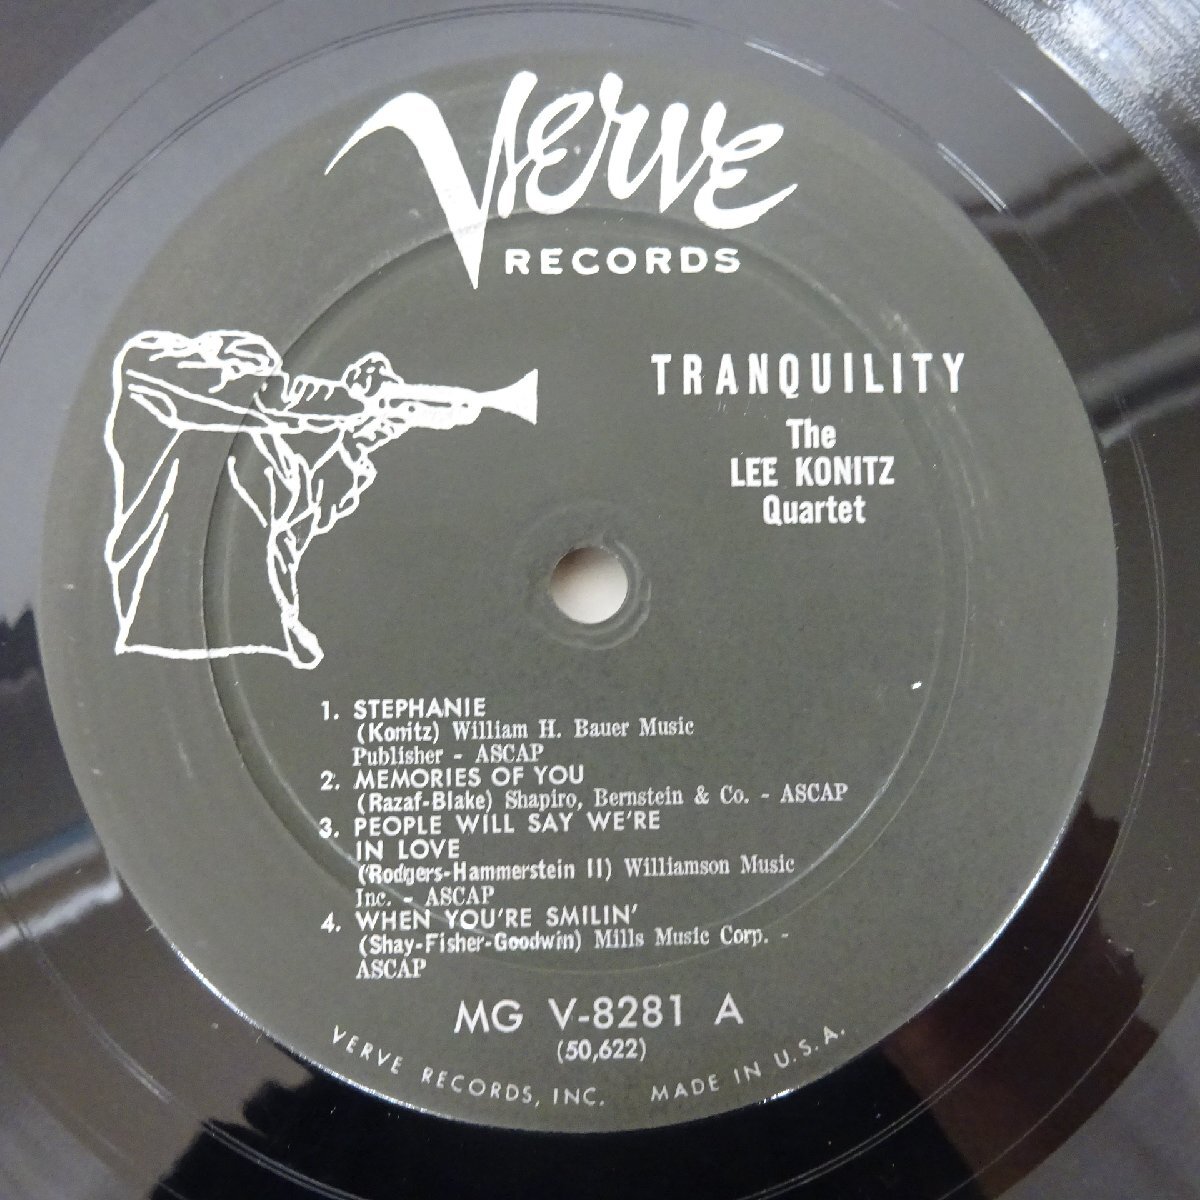 Verve
RECORDS
TRANQUILITY
The
LEE KONITZ
Quartet
1. STEPHANIE
(Konitz) William H. Bauer Music
Publisher - ASCAP
2. MEMORIES OF YOU
(Razaf-Blake) Shapiro, Bernstein & Co. - ASCAP
3. PEOPLE WILL SAY WE'RE
IN LOVE
(Rodgers-Hammerstein II) Williamson Music
Inc. - ASCAP
4. WHEN YOU'RE SMILIN'
(Shay-Fisher-Goodwin) Mills Music Corp. -
ASCAP
MG V-8281 A
(50,622)
VERVE RECORDS, INC. MADE IN U.S.A.